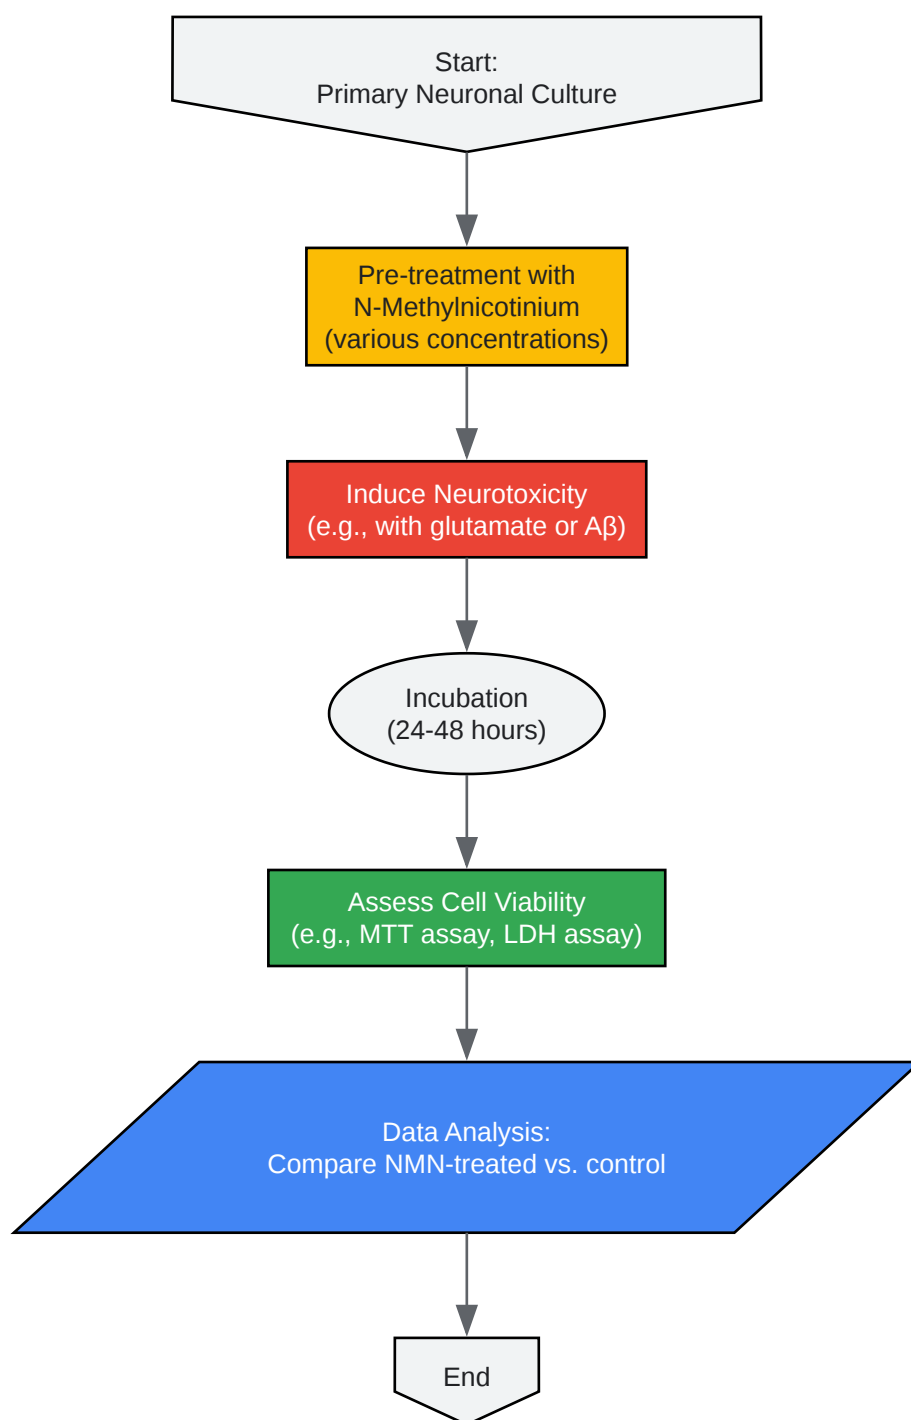 Start:
Primary Neuronal Culture
Pre-treatment with
N-Methylnicotinium
(various concentrations)
Induce Neurotoxicity
(e.g., with glutamate or Aβ)
Incubation
(24-48 hours)
Assess Cell Viability
(e.g., MTT assay, LDH assay)
Data Analysis:
Compare NMN-treated vs. control
End